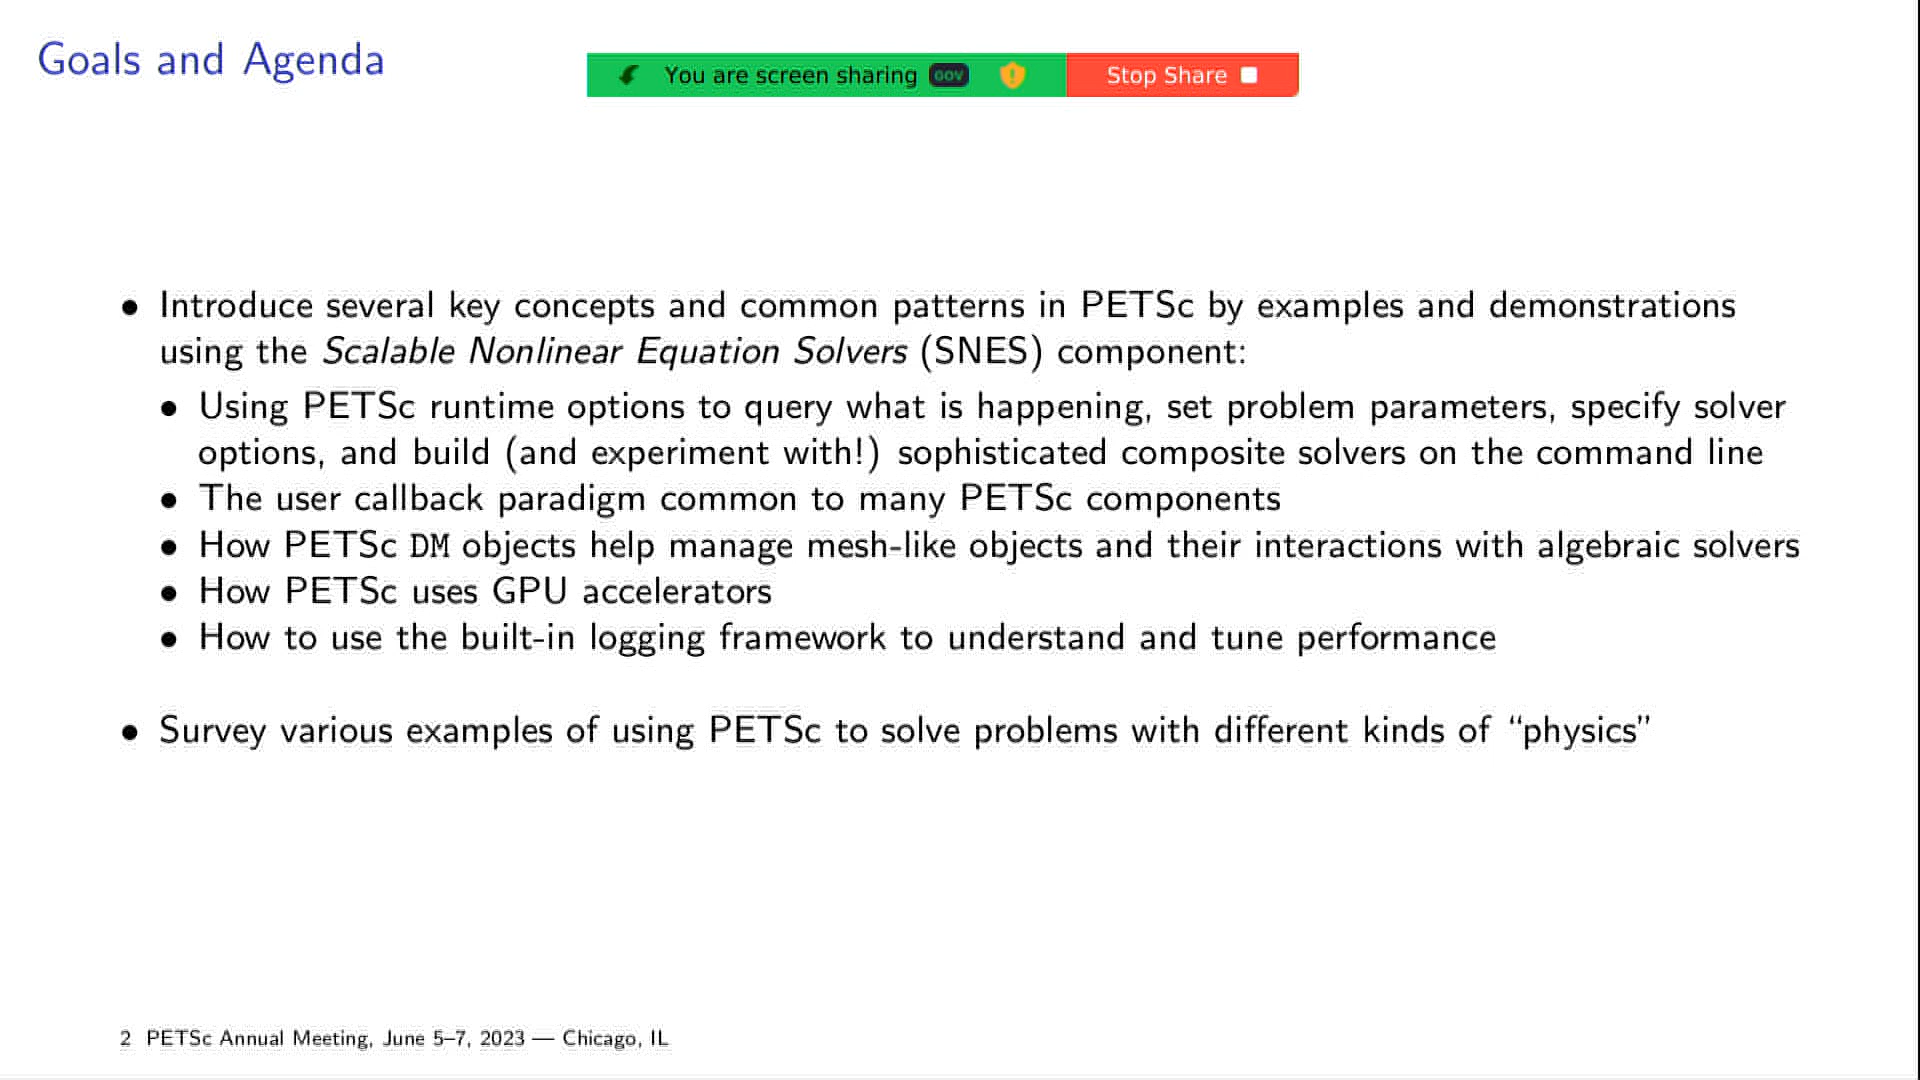 Goals and Agenda
You are screen sharing GOV Stop Share
• Introduce several key concepts and common patterns in PETSc by examples and demonstrations
using the Scalable Nonlinear Equation Solvers (SNES) component:
• Using PETSc runtime options to query what is happening, set problem parameters, specify solver
options, and build (and experiment with!) sophisticated composite solvers on the command line
• The user callback paradigm common to many PETSc components
• How PETSc DM objects help manage mesh-like objects and their interactions with algebraic solvers
• How PETSc uses GPU accelerators
• How to use the built-in logging framework to understand and tune performance
• Survey various examples of using PETSc to solve problems with different kinds of “physics”
2 PETSc Annual Meeting, June 5–7, 2023 — Chicago, IL